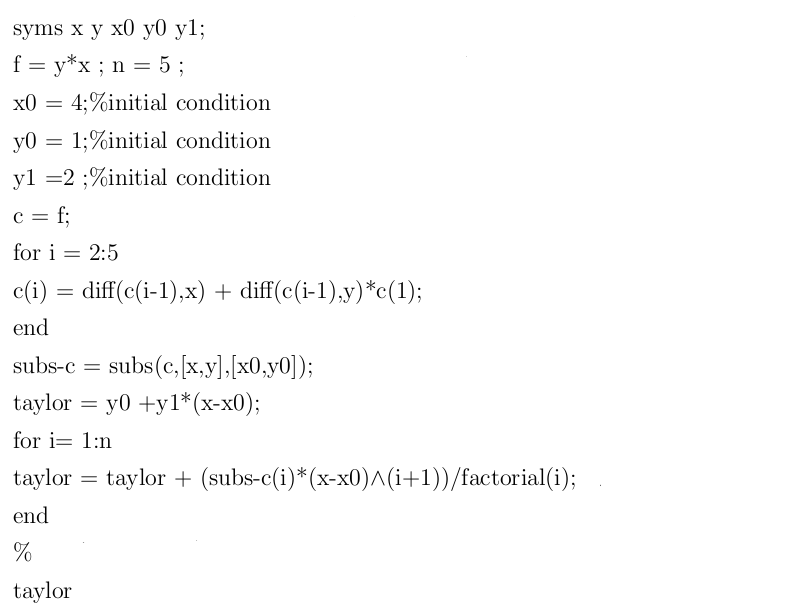 syms x y x0 y0 y1;
f = y*x ; n = 5 ;
x0 = 4;%initial condition
y0 = 1;%initial condition
y1 =2 ;%initial condition
c = f;
for i = 2:5
c(i) = diff(c(i-1),x) + diff(c(i-1),y)*c(1);
end
subs-c = subs(c,[x,y],[x0,y0]);
taylor = y0 +y1*(x-x0);
for i= 1:n
taylor = taylor + (subs-c(i)*(x-x0)∧(i+1))/factorial(i);
end
%
taylor